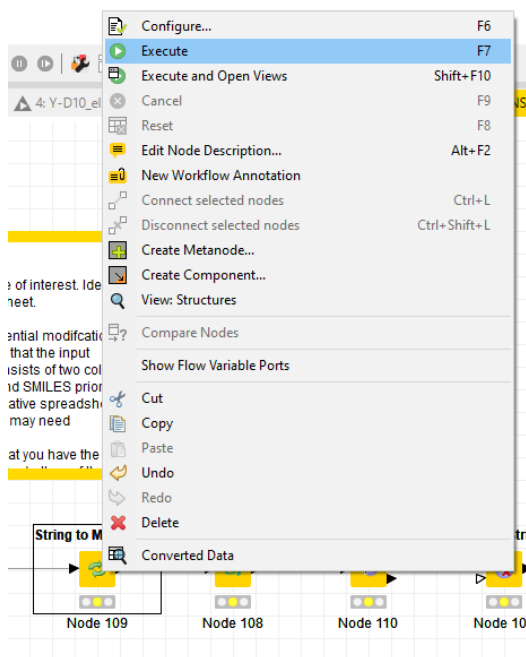 Configure... F6
Execute F7
Execute and Open Views Shift+F10
4: Y-D10_el
Cancel F9
NS
Reset F8
Edit Node Description... Alt+F2
New Workflow Annotation
Connect selected nodes Ctrl+L
Disconnect selected nodes Ctrl+Shift+L
Create Metanode...
Create Component...
e of interest. Ide
View: Structures
heet.
Compare Nodes
ential modifcatio
that the input
Show Flow Variable Ports
nsists of two col
nd SMILES prior
Cut
ative spreadshe
Copy
may need
Paste
at you have the
Undo
Redo
Delete
String to M
Converted Data
Node 109 Node 108 Node 110 Node 10